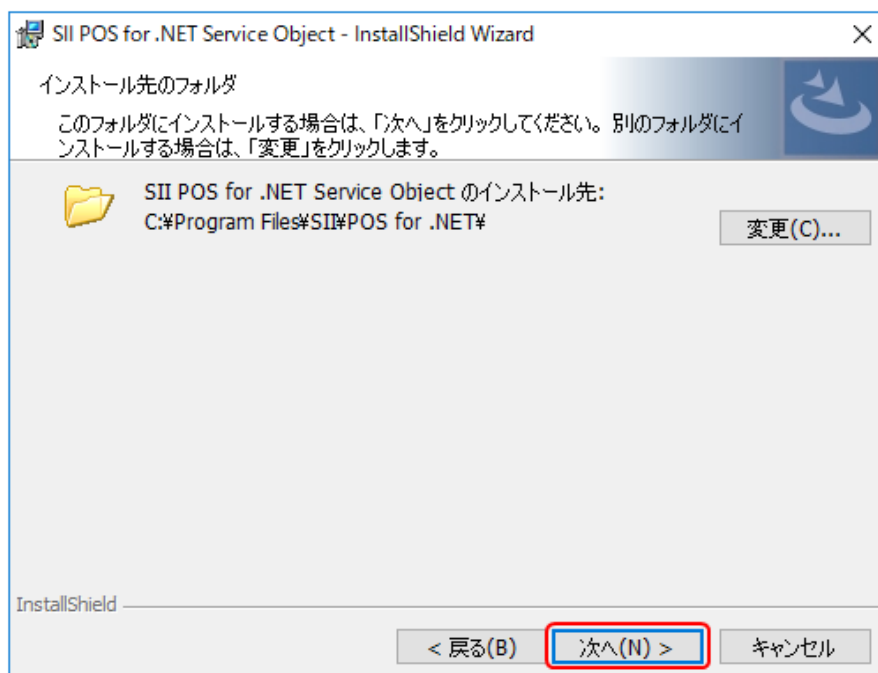 SII POS for .NET Service Object - InstallShield Wizard
インストール先のフォルダ
このフォルダにインストールする場合は、「次へ」をクリックしてください。別のフォルダにイ
ンストールする場合は、「変更」をクリックします。
SII POS for .NET Service Object のインストール先:
C:¥Program Files¥SII¥POS for .NET¥
変更(C)...
InstallShield
< 戻る(B)
次へ(N) >
キャンセル